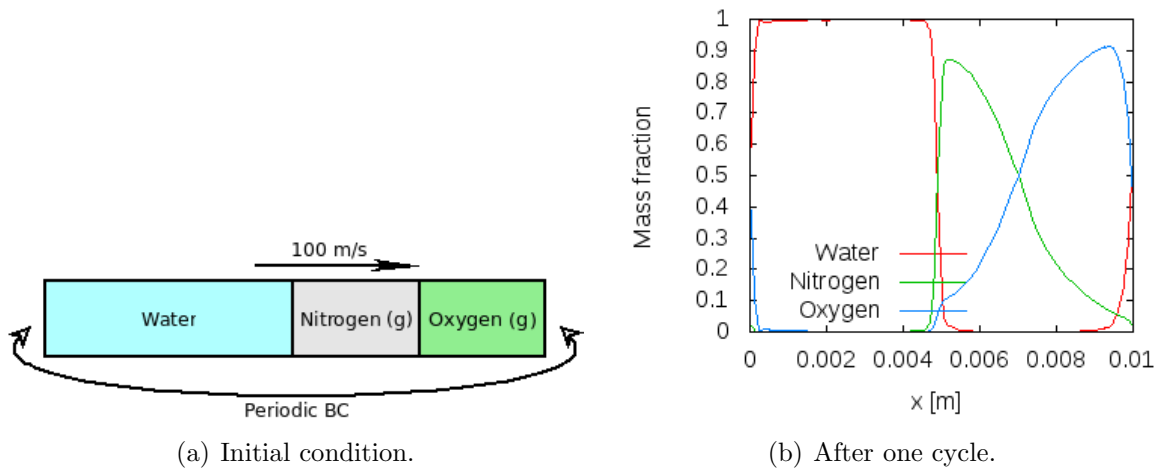 100 m/s
Water
Nitrogen (g)
Oxygen (g)
Periodic BC
(a) Initial condition.
Mass fraction
1
0.9
0.8
0.7
0.6
0.5
0.4
0.3
0.2
0.1
0
Water
Nitrogen
Oxygen
0
0.002
0.004
0.006
0.008
0.01
x [m]
(b) After one cycle.